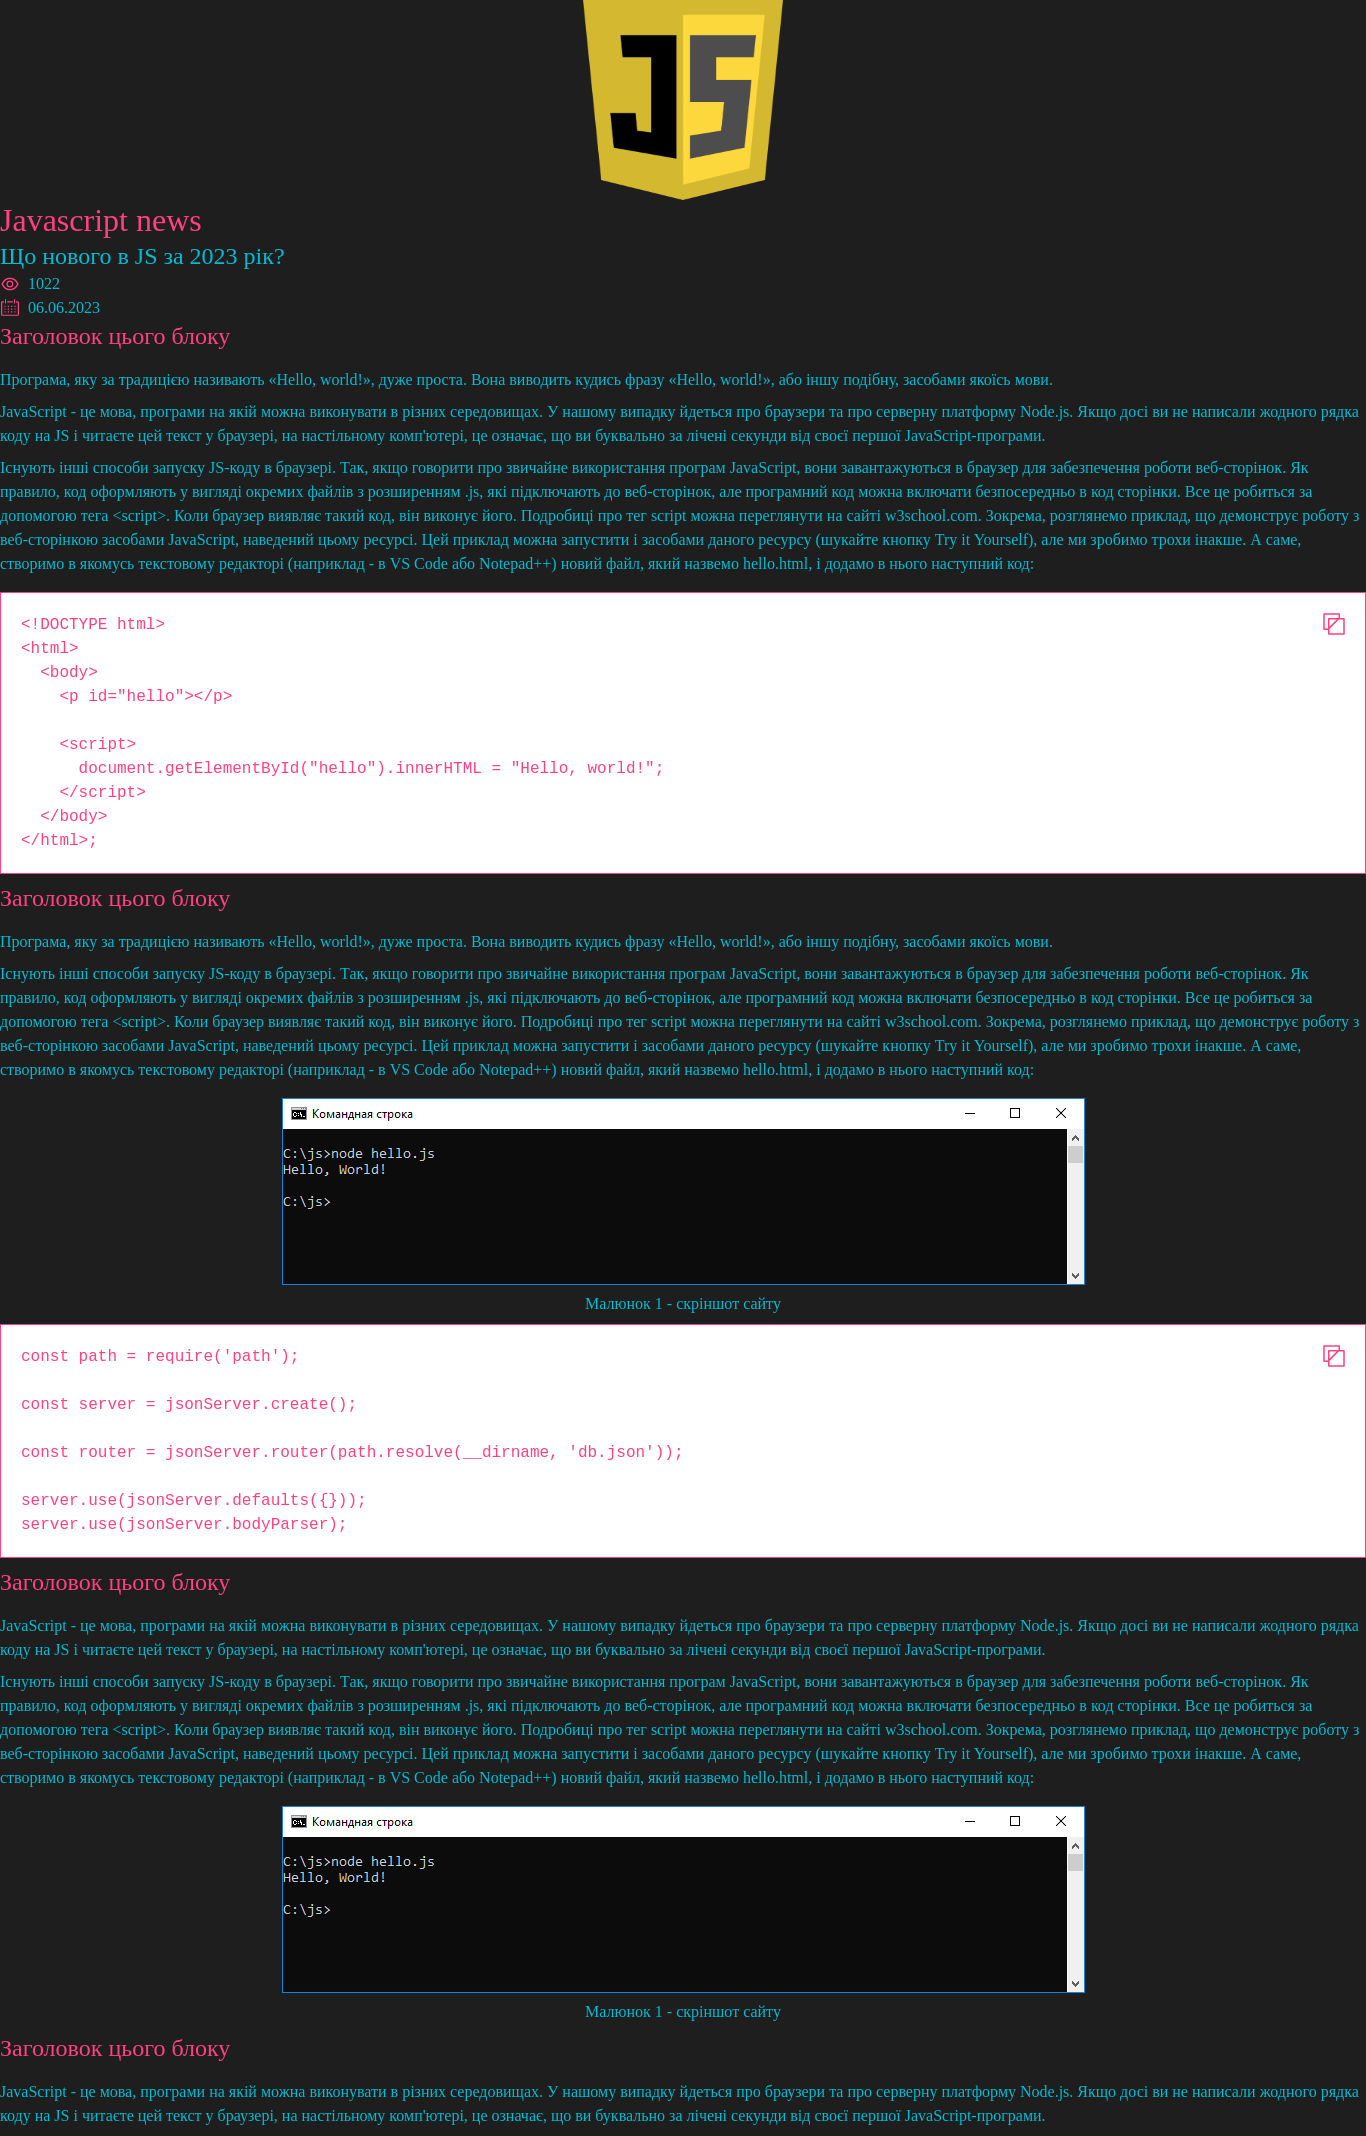 JS
Javascript news
Що нового в JS за 2023 рік?
1022
06.06.2023
Заголовок цього блоку
Програма, яку за традицією називають «Hello, world!», дуже проста. Вона виводить кудись фразу «Hello, world!», або іншу подібну, засобами якоїсь мови.
JavaScript - це мова, програми на якій можна виконувати в різних середовищах. У нашому випадку йдеться про браузери та про серверну платформу Node.js. Якщо досі ви не написали жодного рядка
коду на JS і читаєте цей текст у браузері, на настільному комп'ютері, це означає, що ви буквально за лічені секунди від своєї першої JavaScript-програми.
Існують інші способи запуску JS-коду в браузері. Так, якщо говорити про звичайне використання програм JavaScript, вони завантажуються в браузер для забезпечення роботи веб-сторінок. Як
правило, код оформляють у вигляді окремих файлів з розширенням .js, які підключають до веб-сторінок, але програмний код можна включати безпосередньо в код сторінки. Все це робиться за
допомогою тега <script>. Коли браузер виявляє такий код, він виконує його. Подробиці про тег script можна переглянути на сайті w3school.com. Зокрема, розглянемо приклад, що демонструє роботу з
веб-сторінкою засобами JavaScript, наведений цьому ресурсі. Цей приклад можна запустити і засобами даного ресурсу (шукайте кнопку Try it Yourself), але ми зробимо трохи інакше. А саме,
створимо в якомусь текстовому редакторі (наприклад - в VS Code або Notepad++) новий файл, який назвемо hello.html, і додамо в нього наступний код:
<!DOCTYPE html>
<html>
<body>
<p id="hello"></p>
<script>
document.getElementById("hello").innerHTML = "Hello, world!";
</script>
</body>
</html>;
Заголовок цього блоку
Програма, яку за традицією називають «Hello, world!», дуже проста. Вона виводить кудись фразу «Hello, world!», або іншу подібну, засобами якоїсь мови.
Існують інші способи запуску JS-коду в браузері. Так, якщо говорити про звичайне використання програм JavaScript, вони завантажуються в браузер для забезпечення роботи веб-сторінок. Як
правило, код оформляють у вигляді окремих файлів з розширенням .js, які підключають до веб-сторінок, але програмний код можна включати безпосередньо в код сторінки. Все це робиться за
допомогою тега <script>. Коли браузер виявляє такий код, він виконує його. Подробиці про тег script можна переглянути на сайті w3school.com. Зокрема, розглянемо приклад, що демонструє роботу з
веб-сторінкою засобами JavaScript, наведений цьому ресурсі. Цей приклад можна запустити і засобами даного ресурсу (шукайте кнопку Try it Yourself), але ми зробимо трохи інакше. А саме,
створимо в якомусь текстовому редакторі (наприклад - в VS Code або Notepad++) новий файл, який назвемо hello.html, і додамо в нього наступний код:
Командная строка
C:\js>node hello.js
Hello, World!
C:\js>
Малюнок 1 - скріншот сайту
const path = require('path');
const server = jsonServer.create();
const router = jsonServer.router(path.resolve(__dirname, 'db.json'));
server.use(jsonServer.defaults({}));
server.use(jsonServer.bodyParser);
Заголовок цього блоку
JavaScript - це мова, програми на якій можна виконувати в різних середовищах. У нашому випадку йдеться про браузери та про серверну платформу Node.js. Якщо досі ви не написали жодного рядка
коду на JS і читаєте цей текст у браузері, на настільному комп'ютері, це означає, що ви буквально за лічені секунди від своєї першої JavaScript-програми.
Існують інші способи запуску JS-коду в браузері. Так, якщо говорити про звичайне використання програм JavaScript, вони завантажуються в браузер для забезпечення роботи веб-сторінок. Як
правило, код оформляють у вигляді окремих файлів з розширенням .js, які підключають до веб-сторінок, але програмний код можна включати безпосередньо в код сторінки. Все це робиться за
допомогою тега <script>. Коли браузер виявляє такий код, він виконує його. Подробиці про тег script можна переглянути на сайті w3school.com. Зокрема, розглянемо приклад, що демонструє роботу з
веб-сторінкою засобами JavaScript, наведений цьому ресурсі. Цей приклад можна запустити і засобами даного ресурсу (шукайте кнопку Try it Yourself), але ми зробимо трохи інакше. А саме,
створимо в якомусь текстовому редакторі (наприклад - в VS Code або Notepad++) новий файл, який назвемо hello.html, і додамо в нього наступний код:
Командная строка
C:\js>node hello.js
Hello, World!
C:\js>
Малюнок 1 - скріншот сайту
Заголовок цього блоку
JavaScript - це мова, програми на якій можна виконувати в різних середовищах. У нашому випадку йдеться про браузери та про серверну платформу Node.js. Якщо досі ви не написали жодного рядка
коду на JS і читаєте цей текст у браузері, на настільному комп'ютері, це означає, що ви буквально за лічені секунди від своєї першої JavaScript-програми.